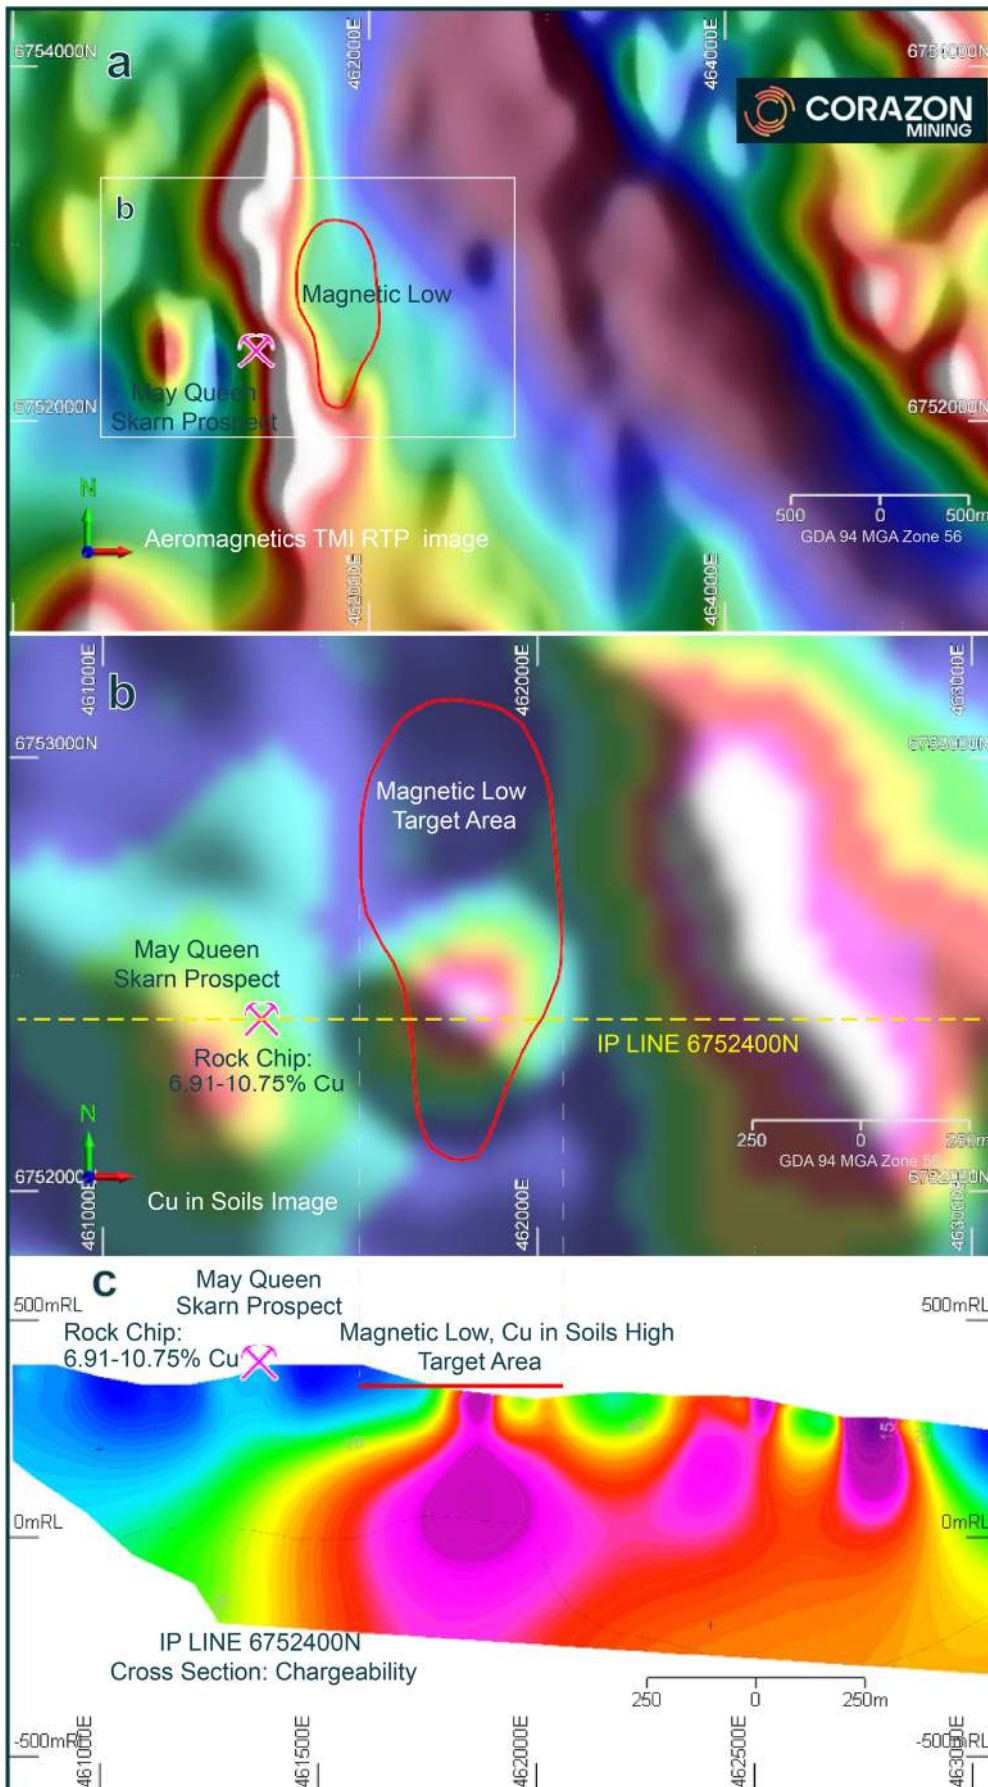 a
6754000N
462000E
464000E
6754000N
CORAZON
MINING
b
Magnetic Low
May Queen
Skarn Prospect
6752000N
6752000N
N
Aeromagnetics TMI RTP image
500 0 500m
GDA 94 MGA Zone 56
462000E
464000E
b
461000E
462000E
463000E
6753000N
6753000N
Magnetic Low
Target Area
May Queen
Skarn Prospect
IP LINE 6752400N
Rock Chip:
6.91-10.75% Cu
N
250 0 250m
GDA 94 MGA Zone 56
6752000N
6752000N
Cu in Soils Image
461000E
462000E
463000E
c
May Queen
Skarn Prospect
500mRL
500mRL
Rock Chip:
6.91-10.75% Cu
Magnetic Low, Cu in Soils High
Target Area
0mRL
0mRL
IP LINE 6752400N
Cross Section: Chargeability
250 0 250m
-500mRL
-500mRL
461000E
461500E
462000E
462500E
463000E